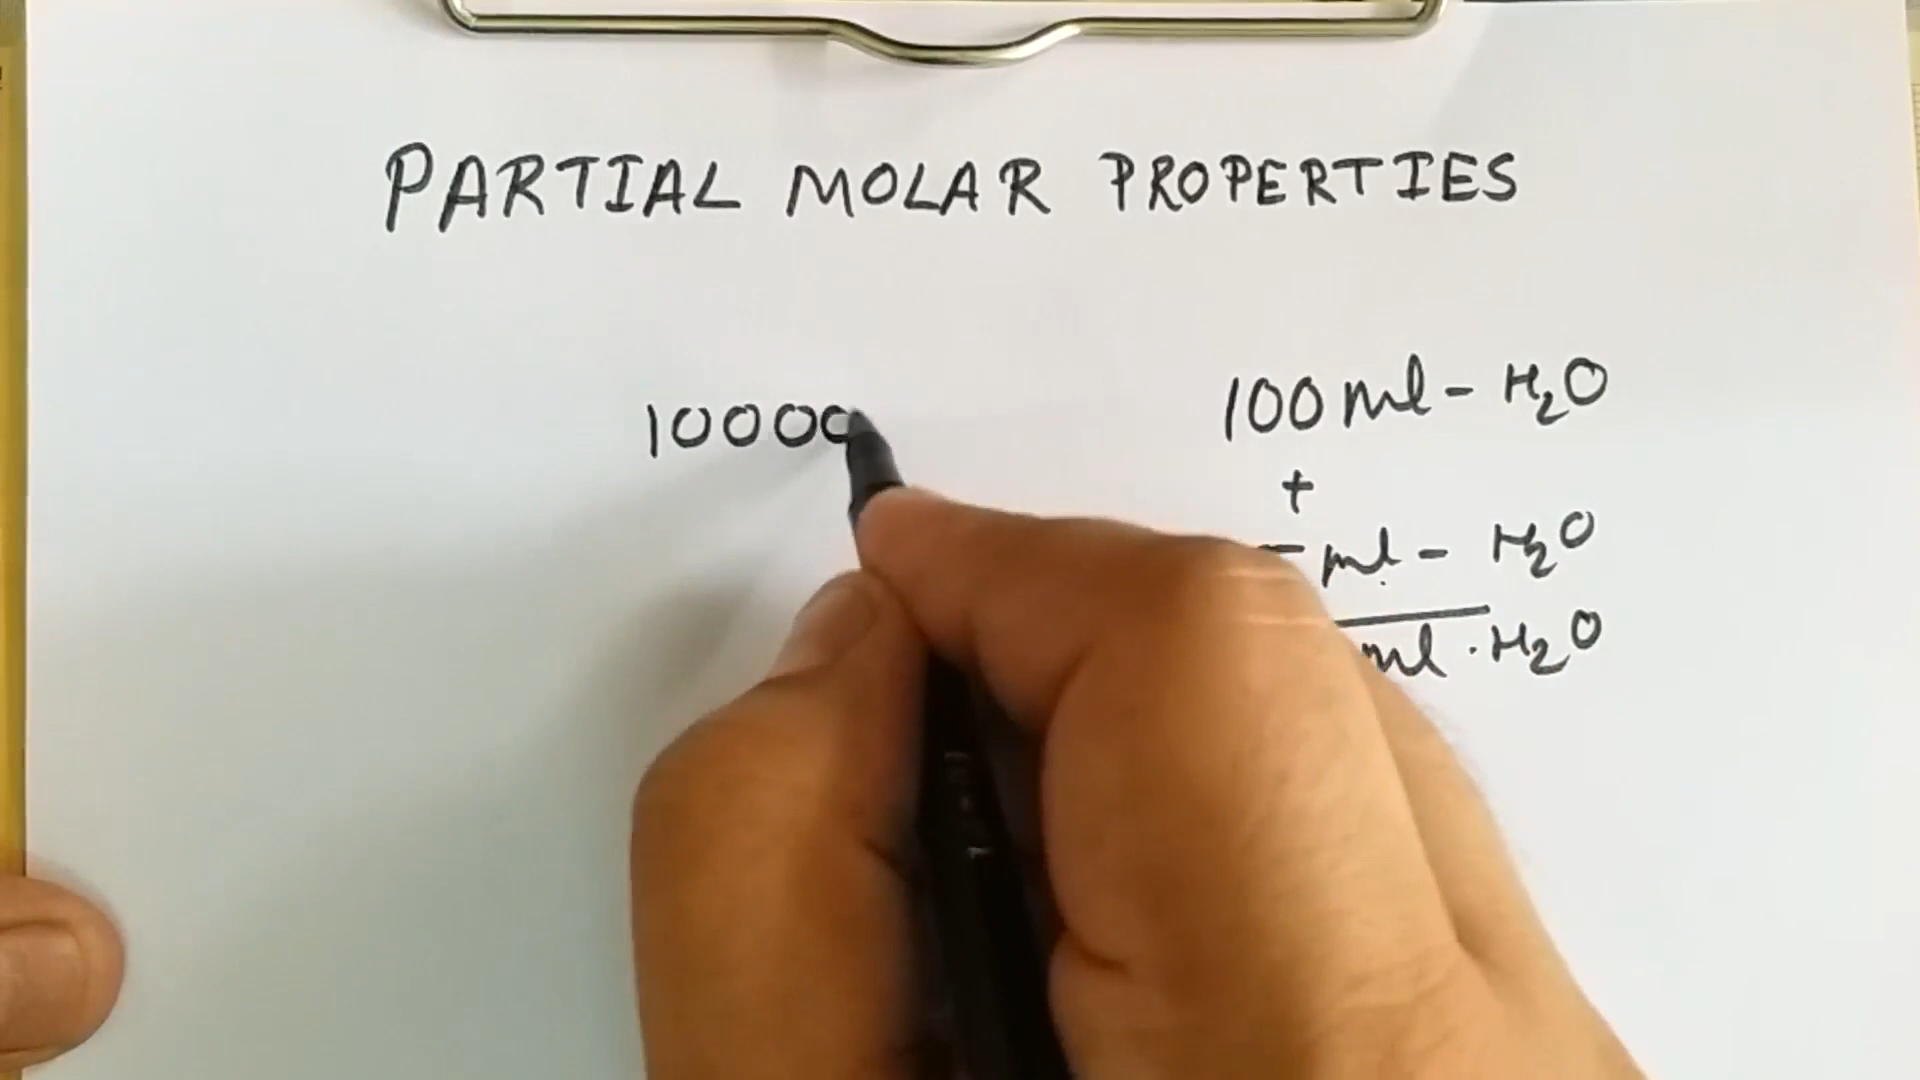 PARTIAL MOLAR PROPERTIES
10000
100 ml - H₂O
+
ml - H₂O
ml · H₂O